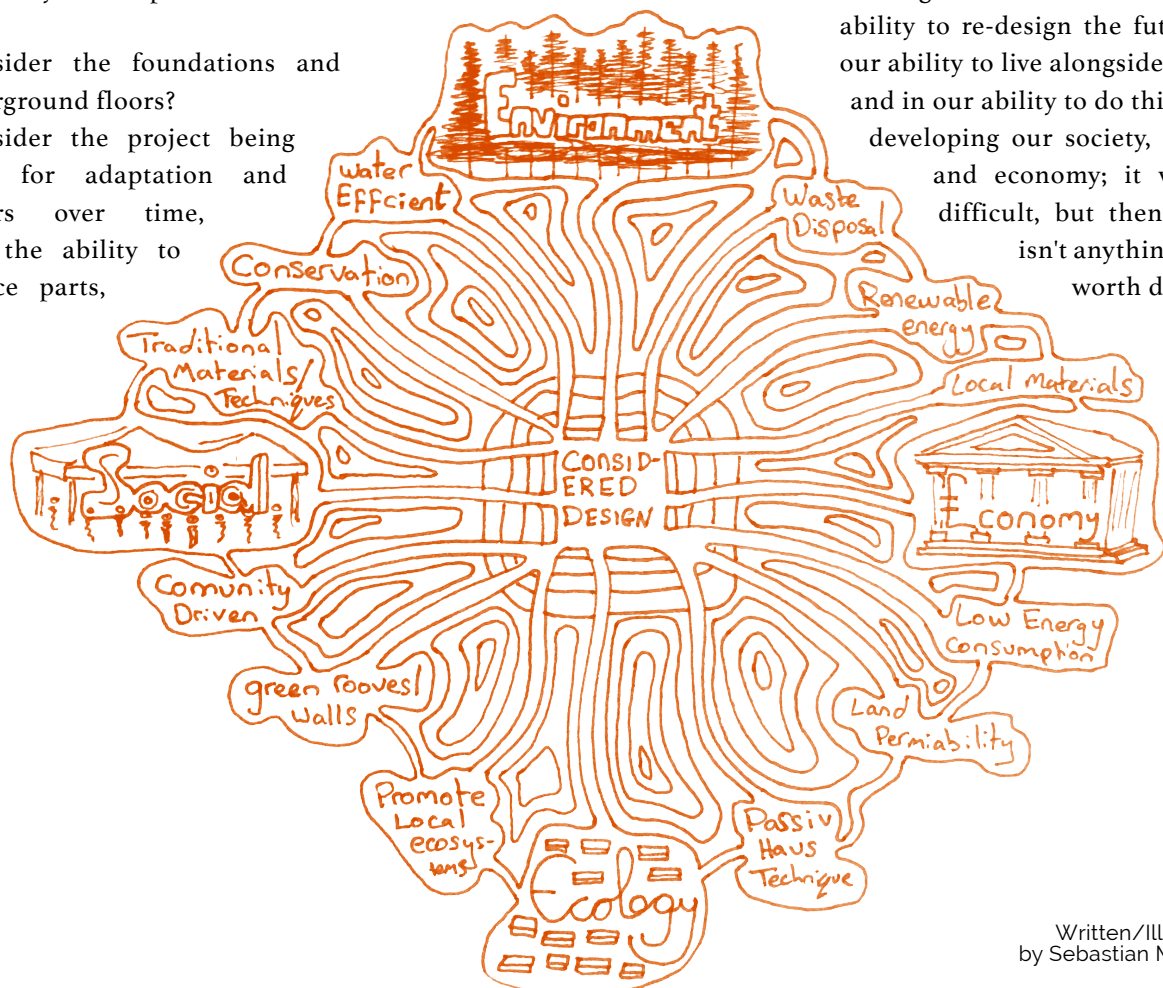 sider the foundations and
rground floors?
sider the project being
for adaptation and
rs over time,
the ability to
ce parts,
ability to re-design the fut
our ability to live alongside
and in our ability to do thi
developing our society,
and economy; it w
difficult, but then
isn't anythin
worth d
Environment
Water
Effcient
Waste
Disposal
Conservation
Renewable
energy
Traditional
Materials/
Techniques
Local Materials
Social
CONSID-
ERED
DESIGN
Economy
Comunity
Driven
Low Energy
Consumption
green rooves/
walls
Land
Permiability
Promote
Local
ecosys-
tems
Passiv
Haus
Technique
Ecology
Written/Ill
by Sebastian M